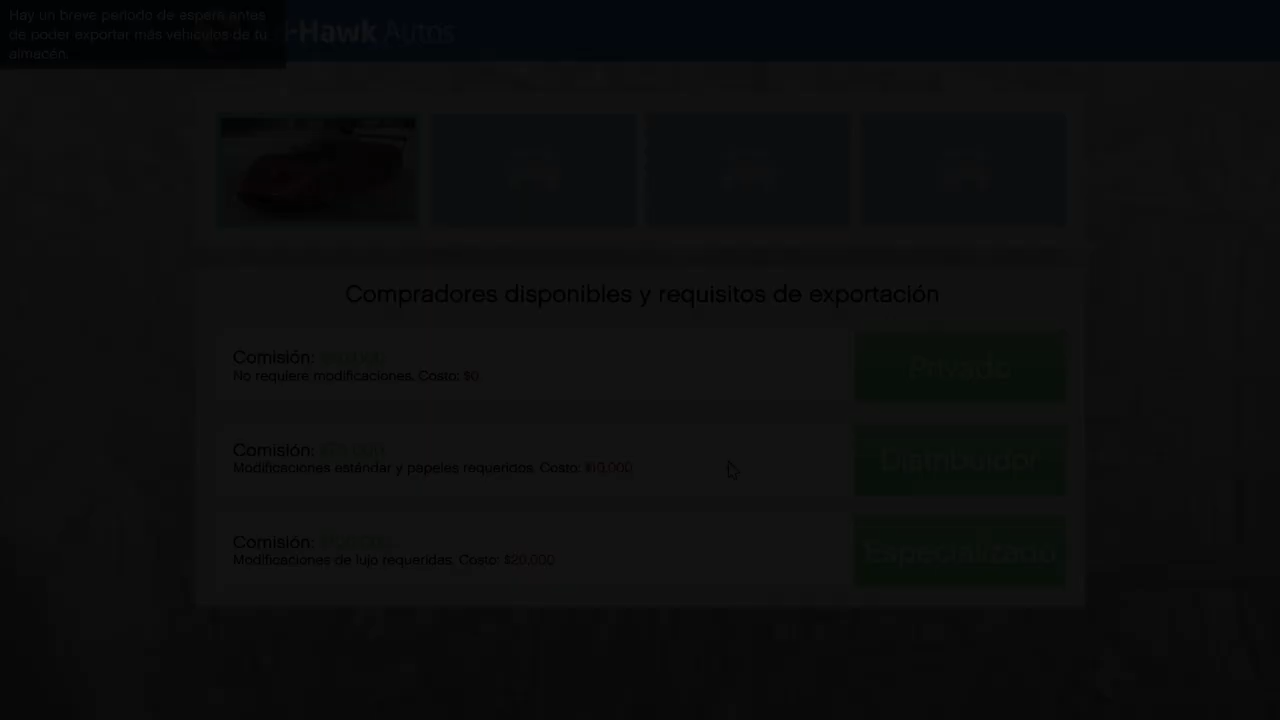 Hay un breve periodo de espera antes
de poder exportar más vehículos de tu
almacén.
-Hawk Autos
Compradores disponibles y requisitos de exportación
Comisión:
No requiere modificaciones. Costo: $0
Privado
Comisión:
Modificaciones estándar y papeles requeridos. Costo: $10,000
Distribuidor
Comisión:
Modificaciones de lujo requeridas. Costo: $20,000
Especializado